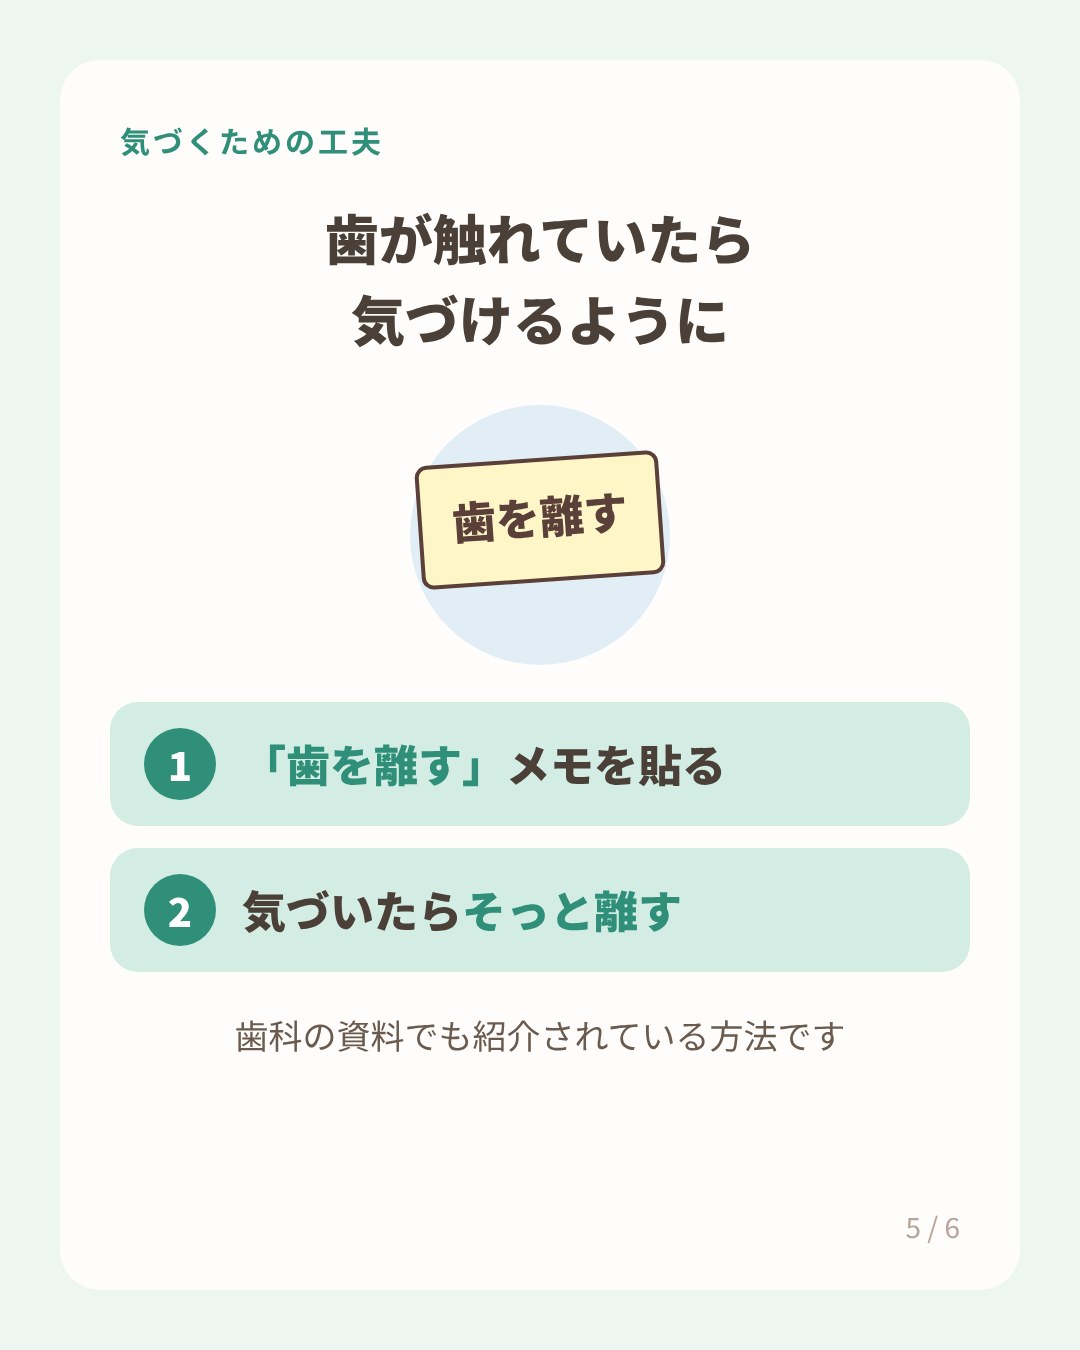 気づくための工夫
歯が触れていたら
気づけるように
歯を離す
1 「歯を離す」メモを貼る
2 気づいたらそっと離す
歯科の資料でも紹介されている方法です
5 / 6